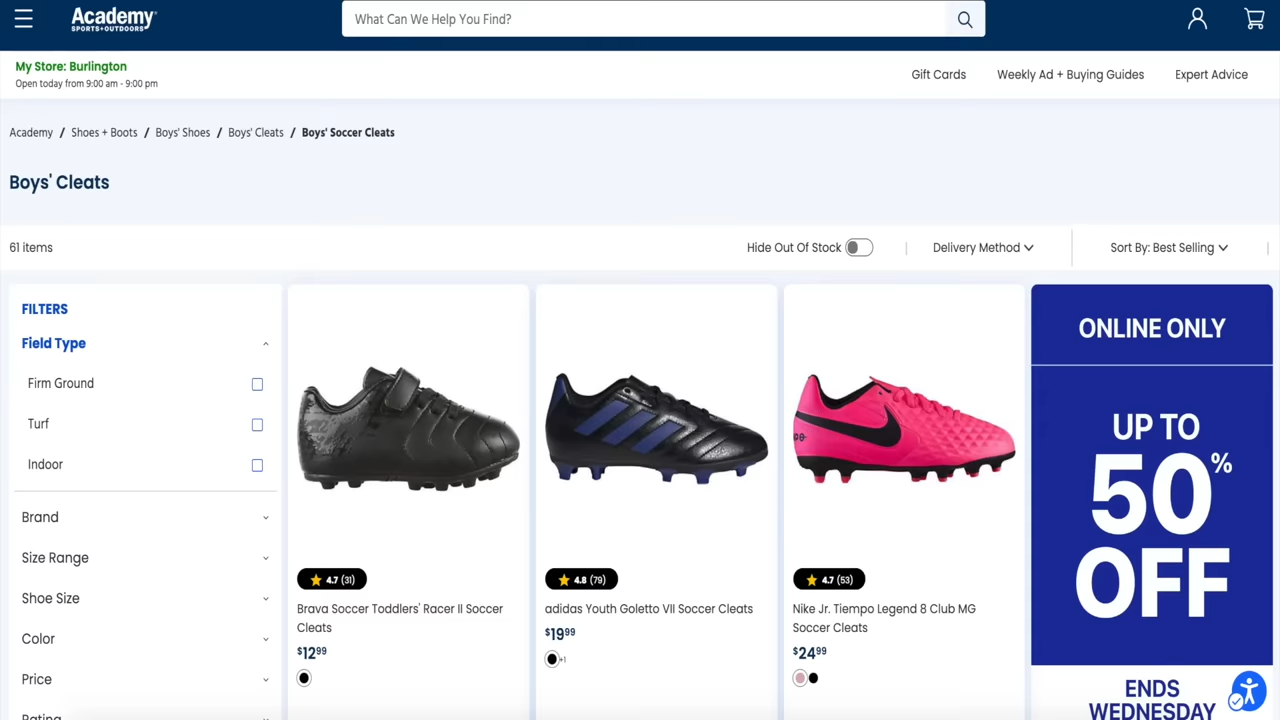 Academy
SPORTS+OUTDOORS
What Can We Help You Find?
My Store: Burlington
Open today from 9:00 am - 9:00 pm
Gift Cards
Weekly Ad + Buying Guides
Expert Advice
Academy / Shoes + Boots / Boys' Shoes / Boys' Cleats / Boys' Soccer Cleats
Boys' Cleats
61 items
Hide Out Of Stock
Delivery Method
Sort By: Best Selling
FILTERS
Field Type
Firm Ground
Turf
Indoor
Brand
Size Range
Shoe Size
Color
Price
Rating
4.7 (31)
Brava Soccer Toddlers' Racer II Soccer
Cleats
$12.99
4.8 (79)
adidas Youth Goletto VII Soccer Cleats
$19.99
+1
4.7 (53)
Nike Jr. Tiempo Legend 8 Club MG
Soccer Cleats
$24.99
ONLINE ONLY
UP TO
50%
OFF
ENDS
WEDNESDAY